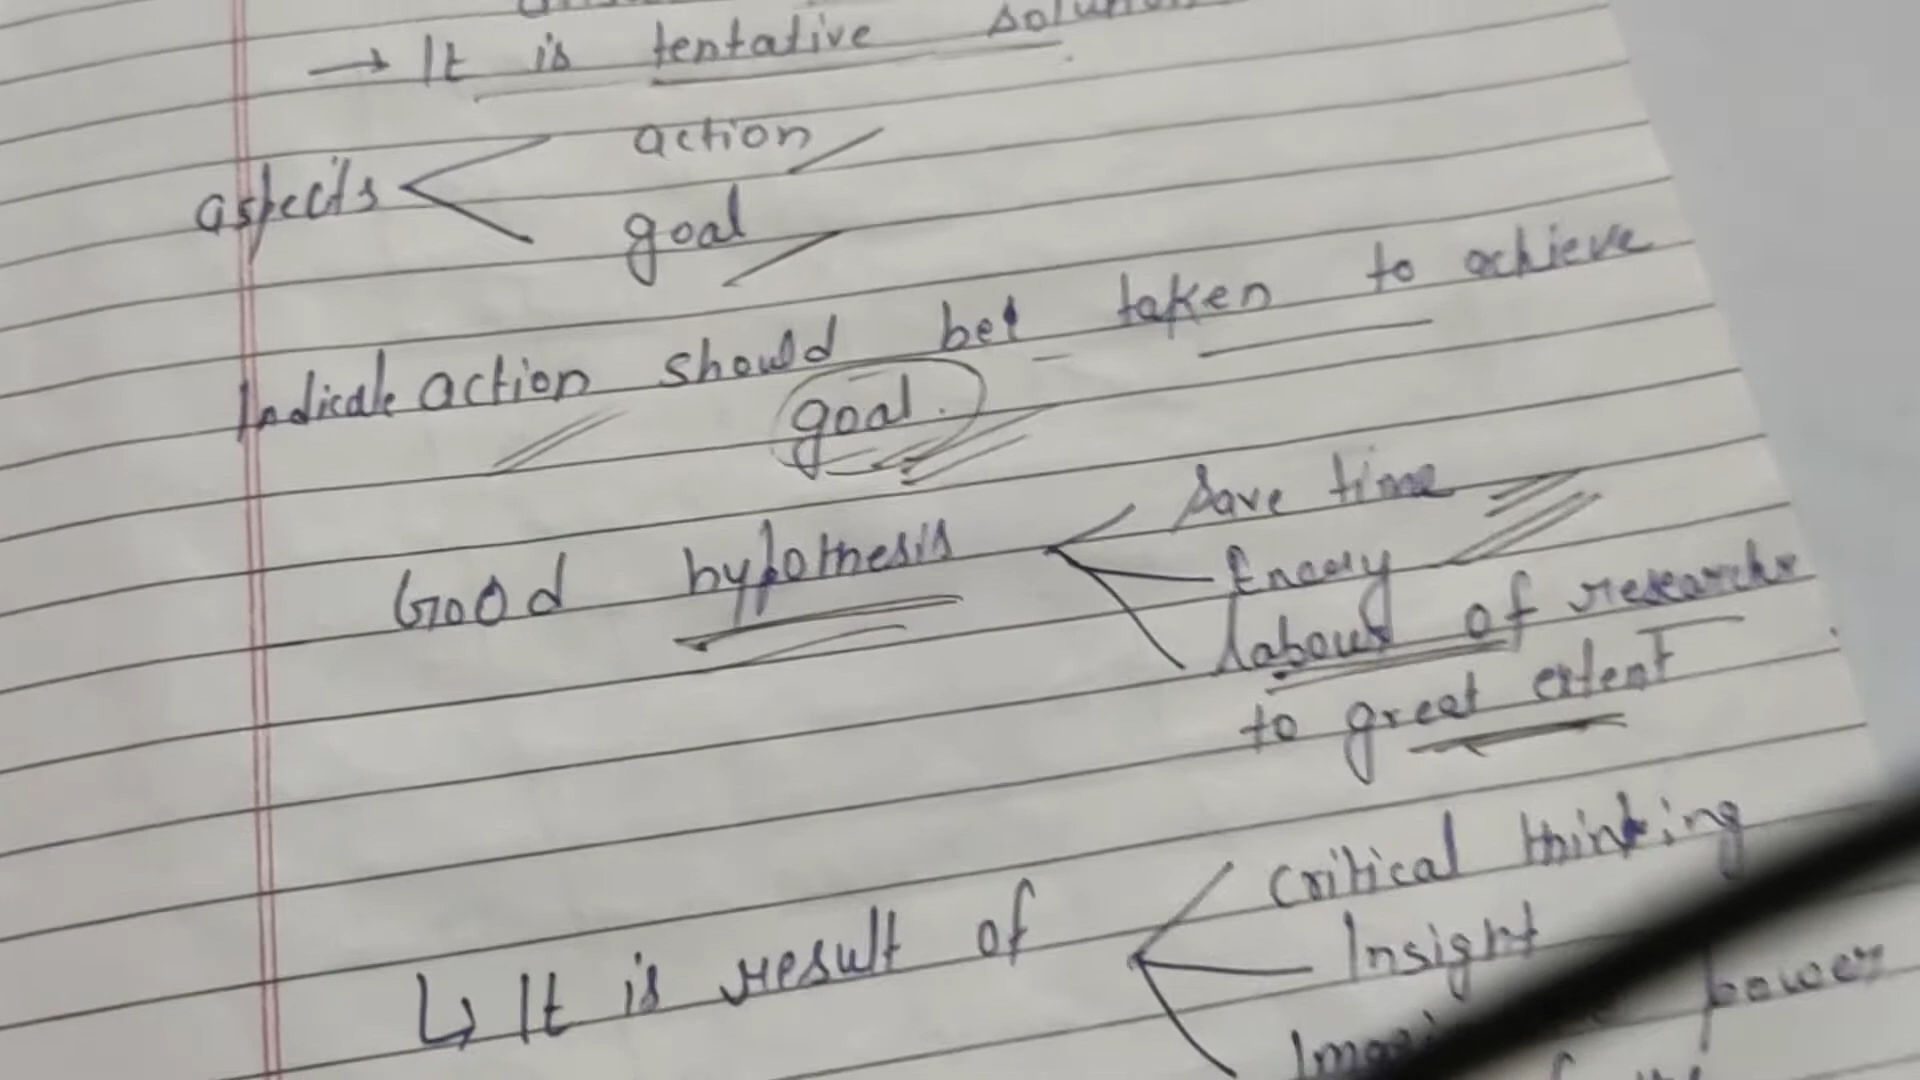 → It is tentative
aspects action
goal
Indicate action should be taken to achieve
goal.
Good hypothesis Save time
Energy
labour of researcher
to great extent
↳ It is result of Critical thinking
Insight
power